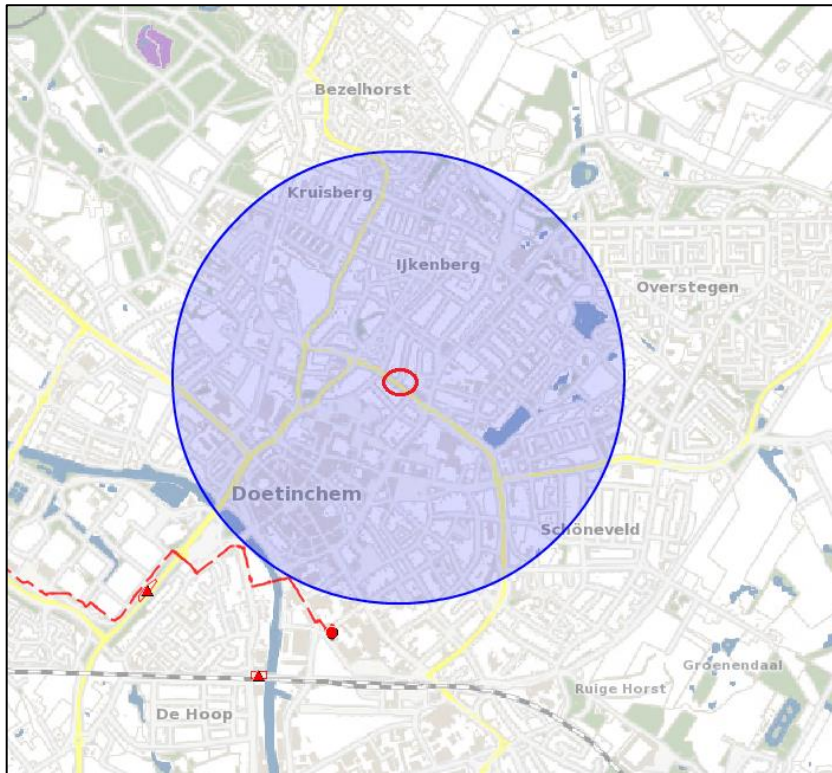 Bezelhorst
Kruisberg
Ijkenberg
Overstegen
Doetinchem
Schöneveld
Groenendaal
Ruige Horst
De Hoop